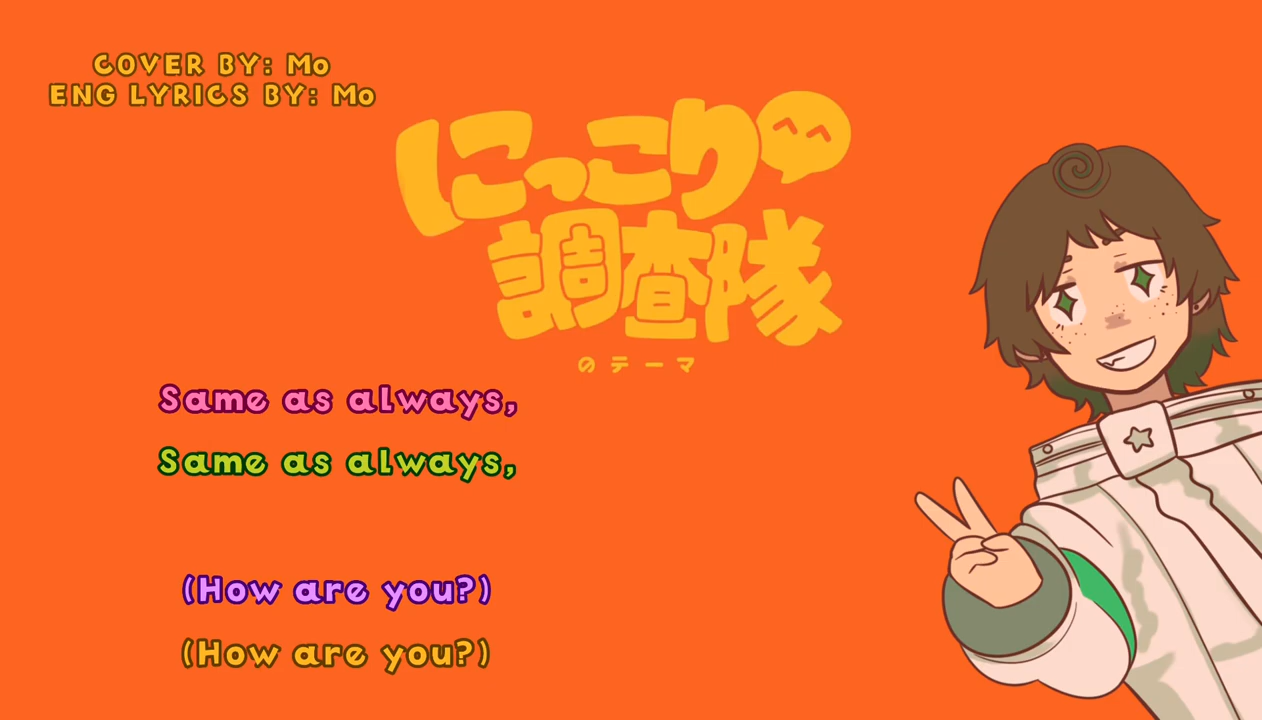 COVER BY: Mo
ENG LYRICS BY: Mo
にっこり
調査隊
のテーマ
Same as always,
Same as always,
(How are you?)
(How are you?)